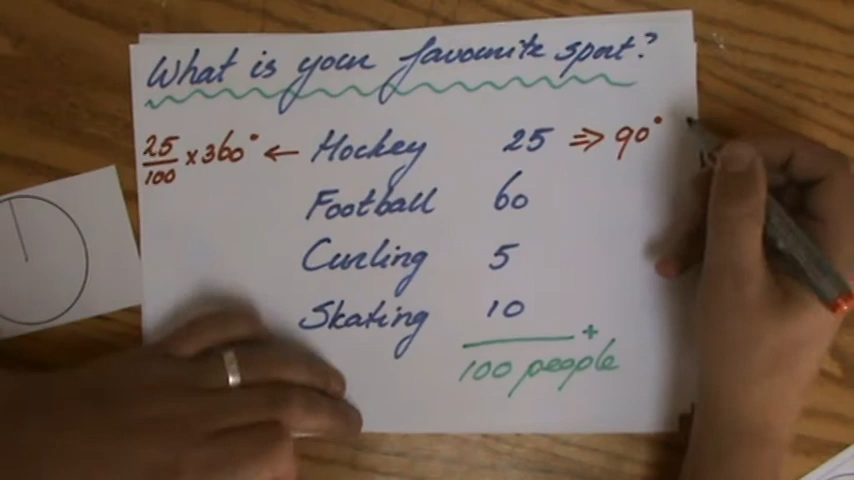 What is your favourite sport?
25/100 x 360° ← Hockey 25 ⇒ 90°
Football 60
Curling 5
Skating 10
+
100 people